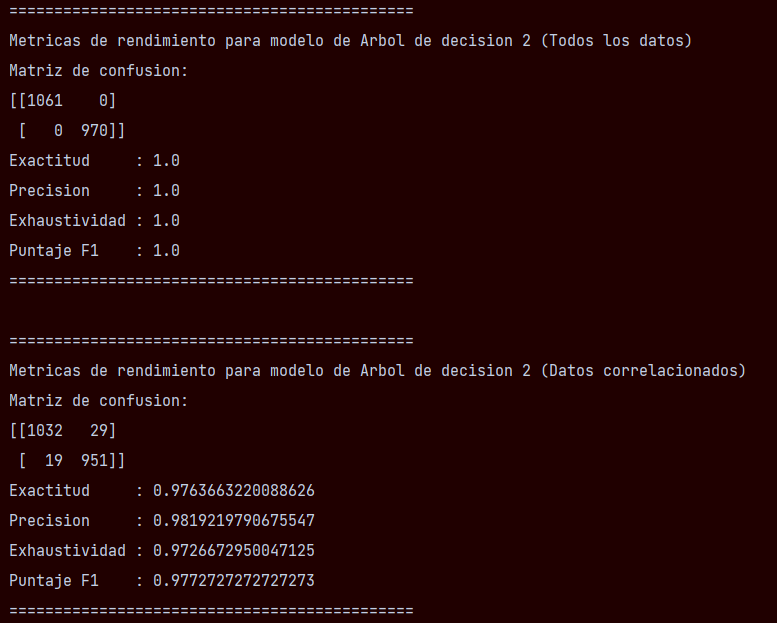 =============================================
Metricas de rendimiento para modelo de Arbol de decision 2 (Todos los datos)
Matriz de confusion:
[[1061    0]
 [   0  970]]
Exactitud     : 1.0
Precision     : 1.0
Exhaustividad : 1.0
Puntaje F1    : 1.0
=============================================
=============================================
Metricas de rendimiento para modelo de Arbol de decision 2 (Datos correlacionados)
Matriz de confusion:
[[1032   29]
 [  19  951]]
Exactitud     : 0.9763663220088626
Precision     : 0.9819219790675547
Exhaustividad : 0.9726672950047125
Puntaje F1    : 0.9772727272727273
=============================================